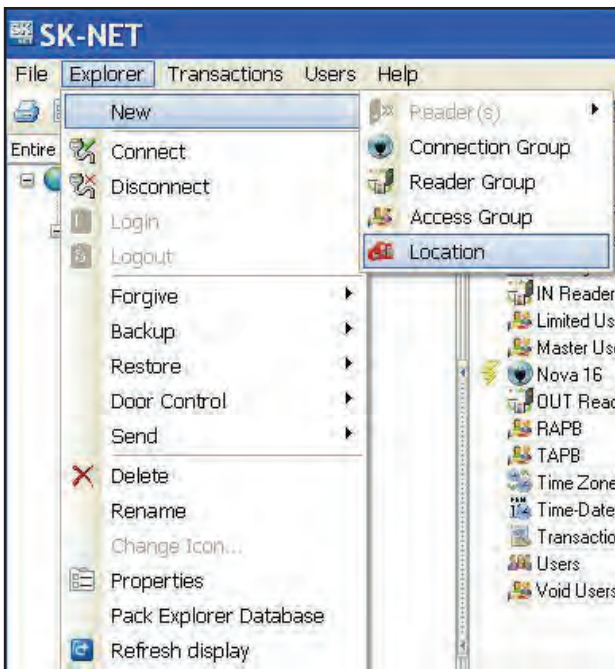 SK-NET
File Explorer Transactions Users Help
Entire
New
Connect
Disconnect
Login
Logout
Forgive
Backup
Restore
Door Control
Send
Delete
Rename
Change Icon...
Properties
Pack Explorer Database
Refresh display
Reader(s)
Connection Group
Reader Group
Access Group
Location
IN Reader
Limited Us
Master Use
Nova 16
OUT Read
RAPB
TAPB
Time Zone
Time-Date
Transactio
Users
Void Users